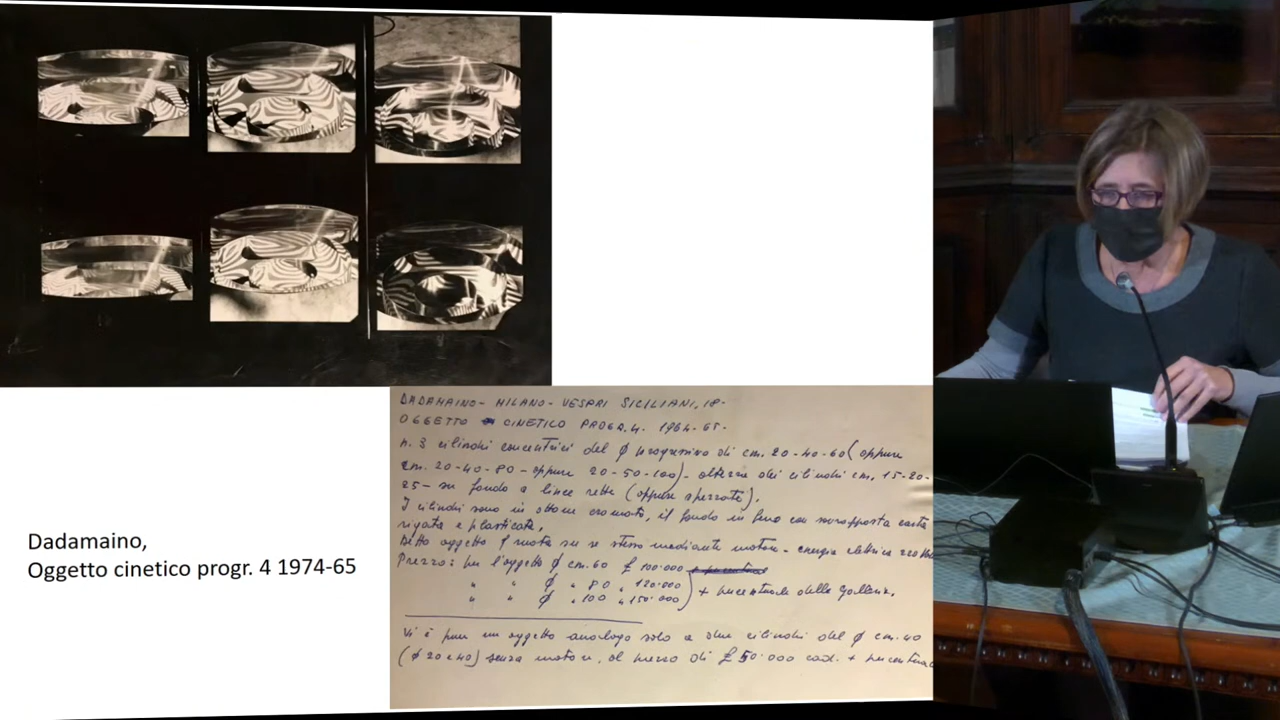 DADAMAINO - MILANO - VESPRI SICILIANI, 18 -
OGGETTO CINETICO PROGR. 4. 1964-65-
n. 3 cilindri concentrici del ϕ progressivo di cm. 20-40-60 (oppure
cm. 20-40-80 - oppure 20-50-100) - altezza dei cilindri cm. 15-20-
25 - su fondo a linee rette (oppure spezzate).
I cilindri sono in ottone cromato, il fondo in fano con sovrapposta carta
rigata e plasticata.
Detto oggetto ruota su se stesso mediante motore - energia elettrica 220 Vol
Prezzo: per l'oggetto ϕ cm. 60 £ 100.000
" " ϕ " 80 " 120.000
" " ϕ " 100 " 150.000 + percentuale della galleria.
Vi è pure un oggetto analogo solo a due cilindri del ϕ cm. 40
(ϕ 20 e 40) senza motore, al prezzo di £ 50.000 cad. + percentua
Dadamaino,
Oggetto cinetico progr. 4 1974-65